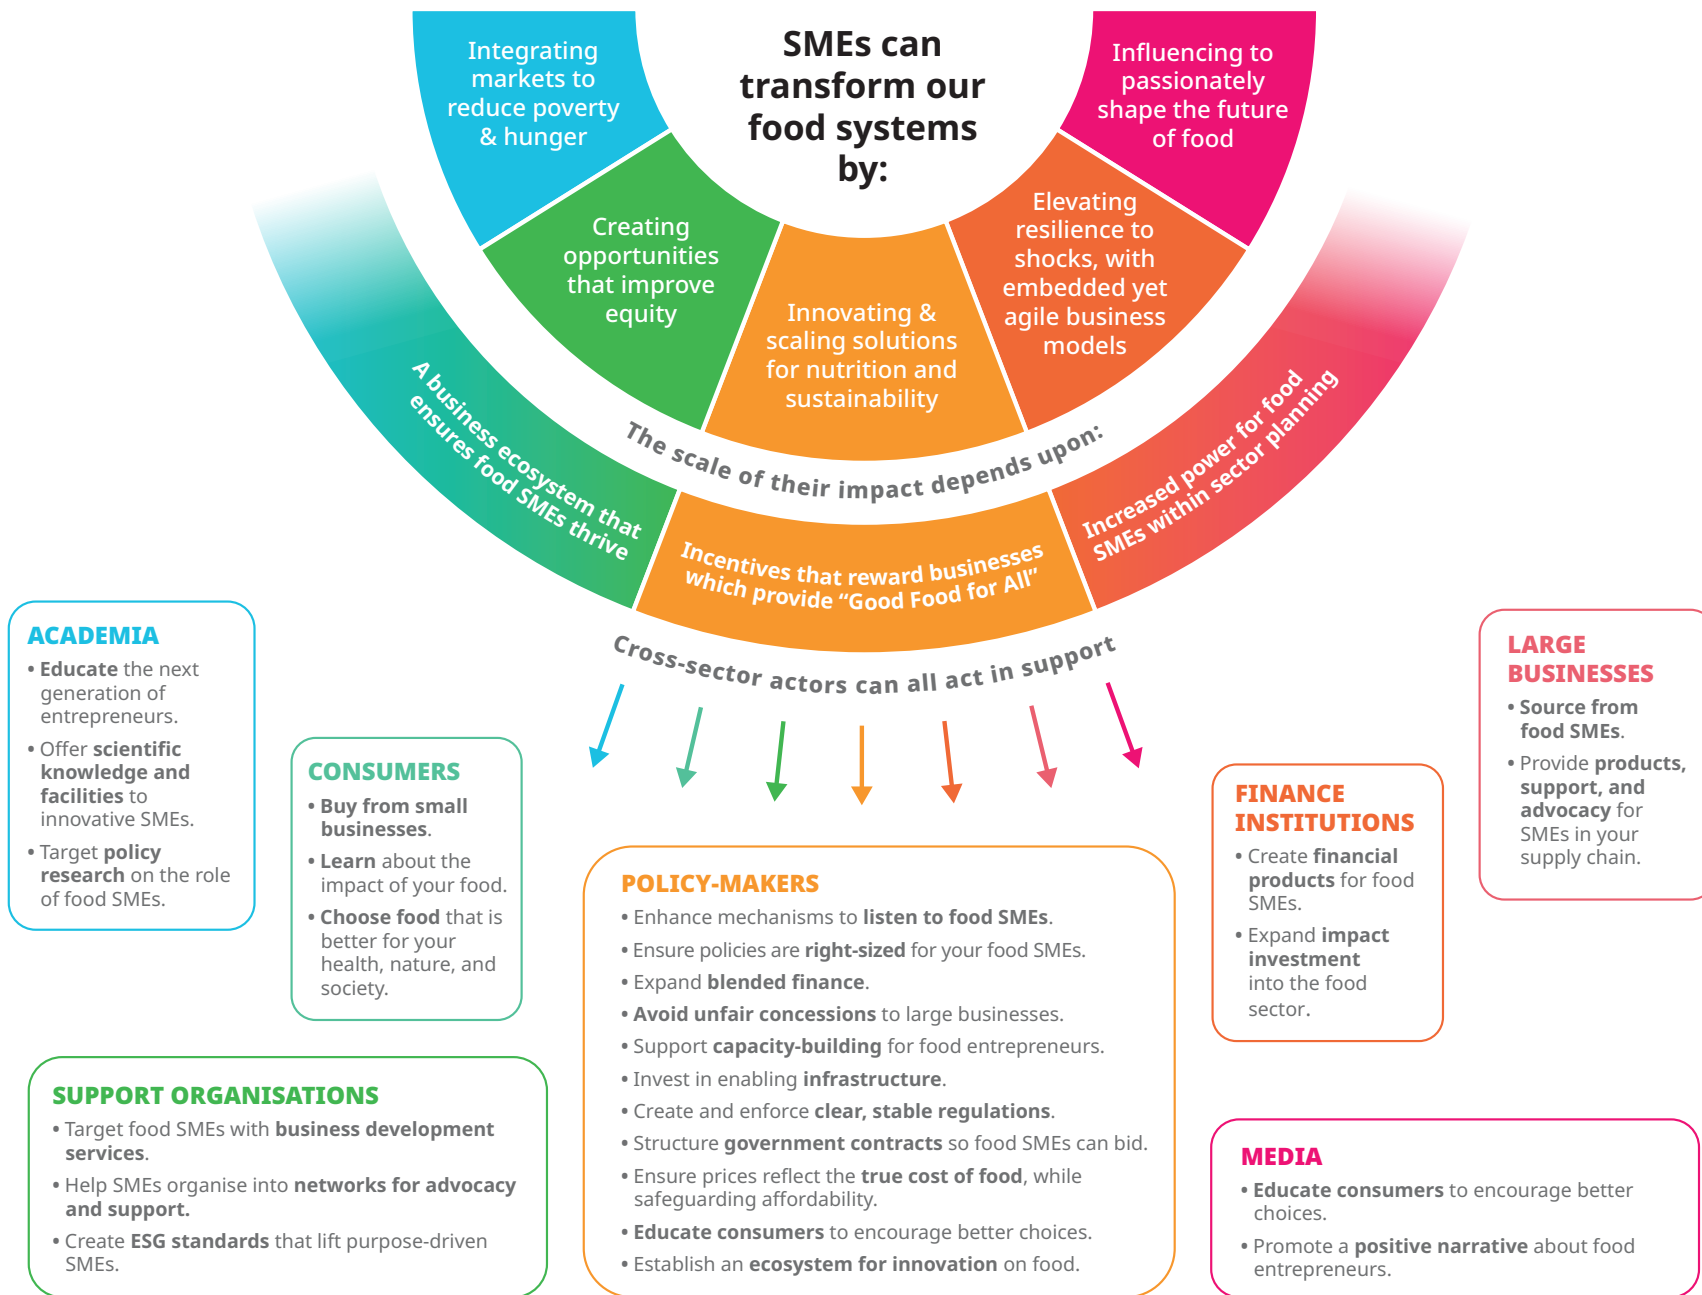 SMEs can
transform our
food systems
by:
Integrating
markets to
reduce poverty
& hunger
Creating
opportunities
that improve
equity
Innovating &
scaling solutions
for nutrition and
sustainability
Elevating
resilience to
shocks, with
embedded yet
agile business
models
Influencing to
passionately
shape the future
of food
The scale of their impact depends upon:
A business ecosystem that
ensures food SMEs thrive
Incentives that reward businesses
which provide “Good Food for All”
Increased power for food
SMEs within sector planning
Cross-sector actors can all act in support
ACADEMIA
• Educate the next
generation of
entrepreneurs.
• Offer scientific
knowledge and
facilities to
innovative SMEs.
• Target policy
research on the role
of food SMEs.
CONSUMERS
• Buy from small
businesses.
• Learn about the
impact of your food.
• Choose food that is
better for your
health, nature, and
society.
SUPPORT ORGANISATIONS
• Target food SMEs with business development
services.
• Help SMEs organise into networks for advocacy
and support.
• Create ESG standards that lift purpose-driven
SMEs.
POLICY-MAKERS
• Enhance mechanisms to listen to food SMEs.
• Ensure policies are right-sized for your food SMEs.
• Expand blended finance.
• Avoid unfair concessions to large businesses.
• Support capacity-building for food entrepreneurs.
• Invest in enabling infrastructure.
• Create and enforce clear, stable regulations.
• Structure government contracts so food SMEs can bid.
• Ensure prices reflect the true cost of food, while
safeguarding affordability.
• Educate consumers to encourage better choices.
• Establish an ecosystem for innovation on food.
FINANCE
INSTITUTIONS
• Create financial
products for food
SMEs.
• Expand impact
investment
into the food
sector.
LARGE
BUSINESSES
• Source from
food SMEs.
• Provide products,
support, and
advocacy for
SMEs in your
supply chain.
MEDIA
• Educate consumers to encourage better
choices.
• Promote a positive narrative about food
entrepreneurs.